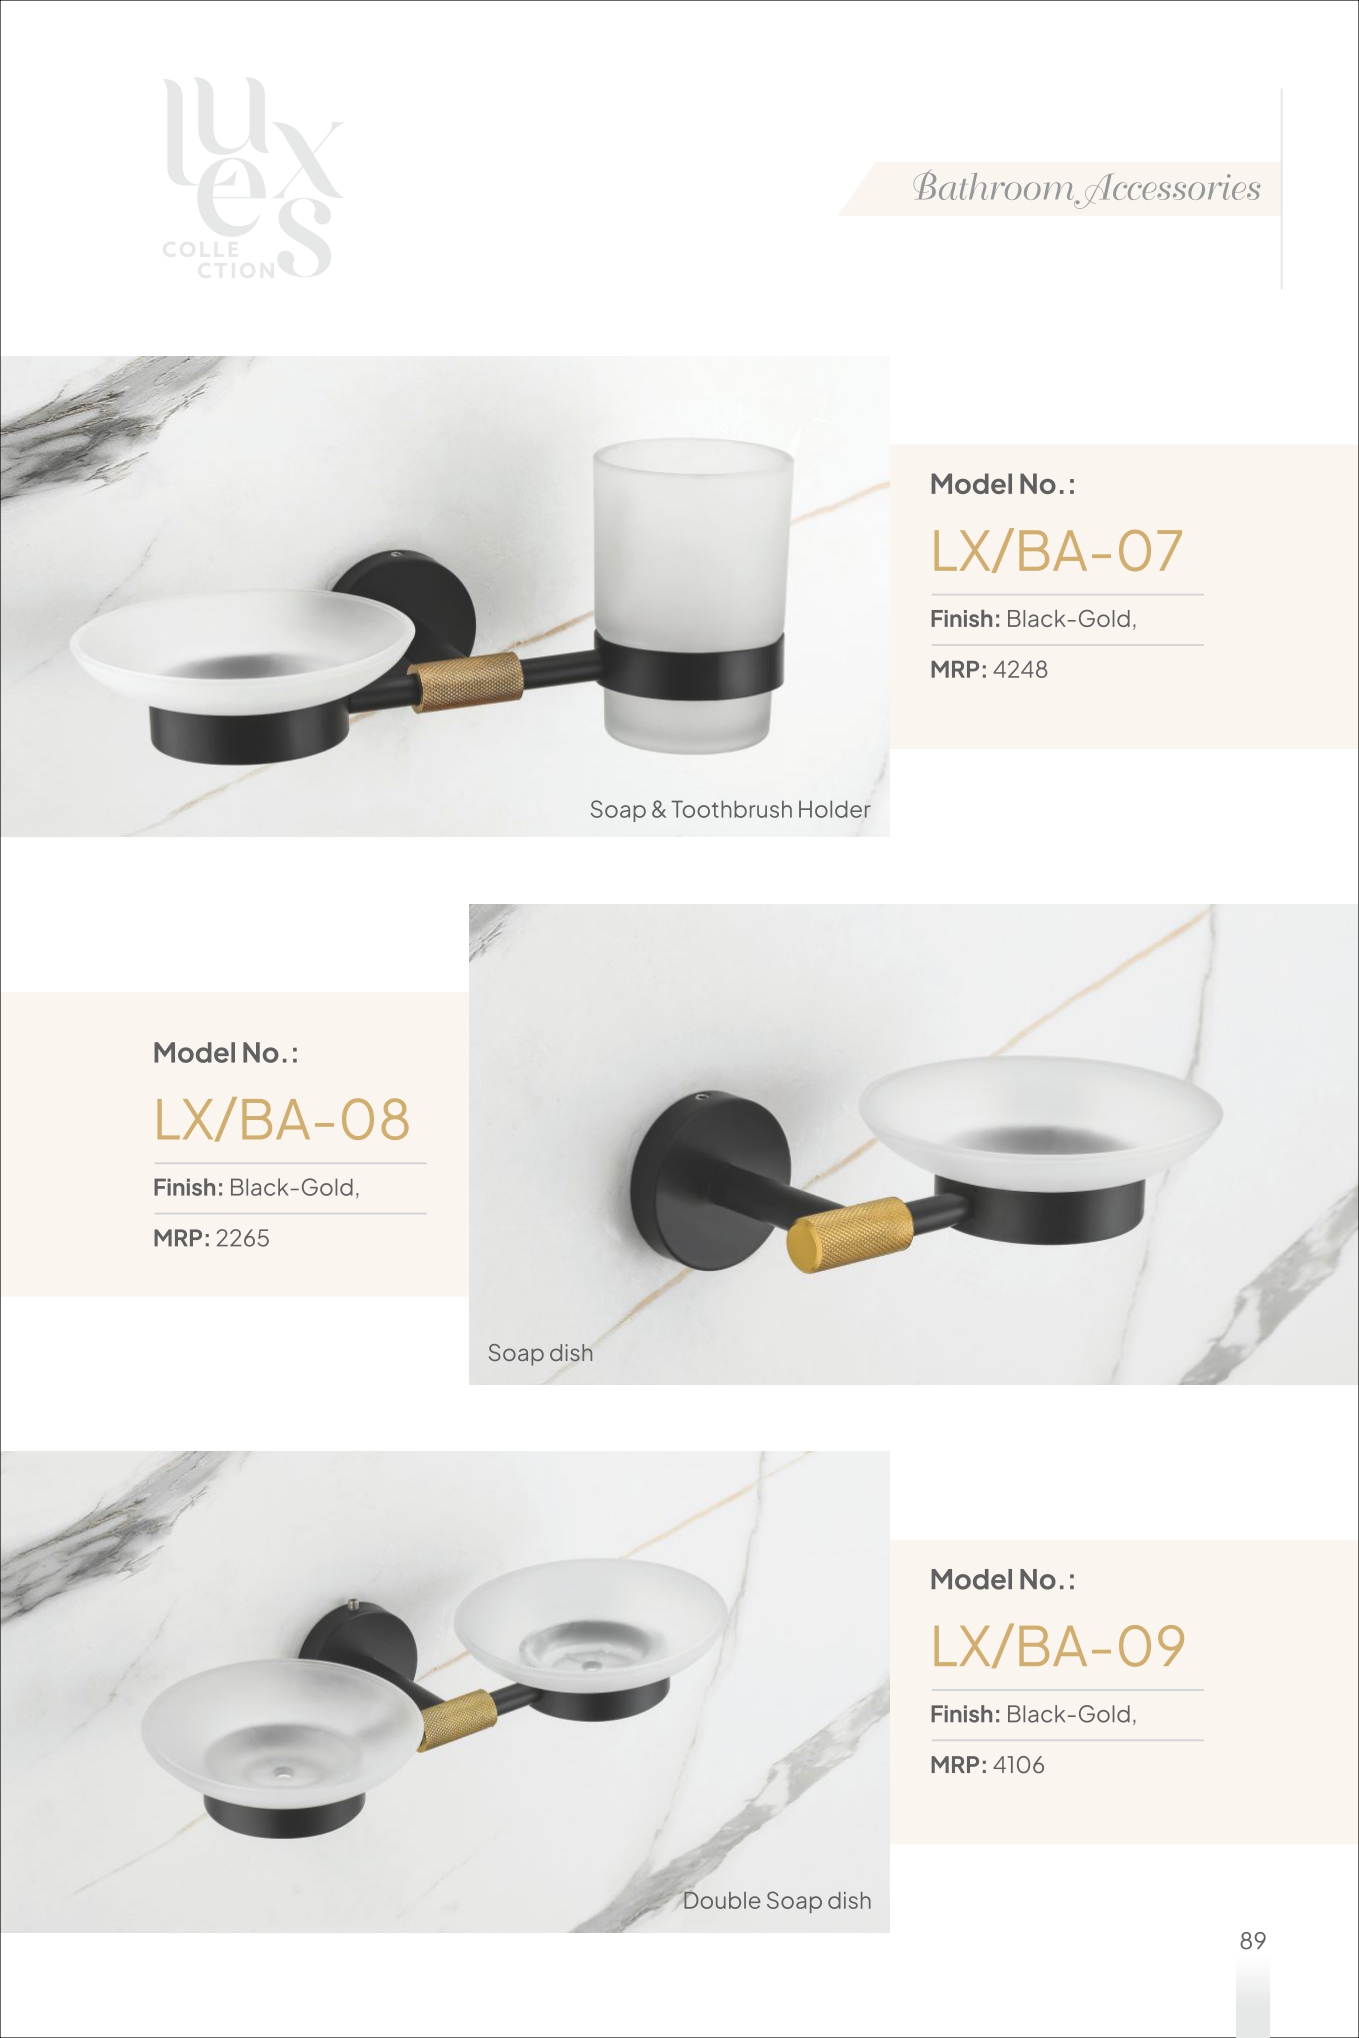 luxes
COLLE
CTION
Bathroom Accessories
Model No.:
LX/BA-07
Finish: Black-Gold,
MRP: 4248
Soap & Toothbrush Holder
Model No.:
LX/BA-08
Finish: Black-Gold,
MRP: 2265
Soap dish
Model No.:
LX/BA-09
Finish: Black-Gold,
MRP: 4106
Double Soap dish
89